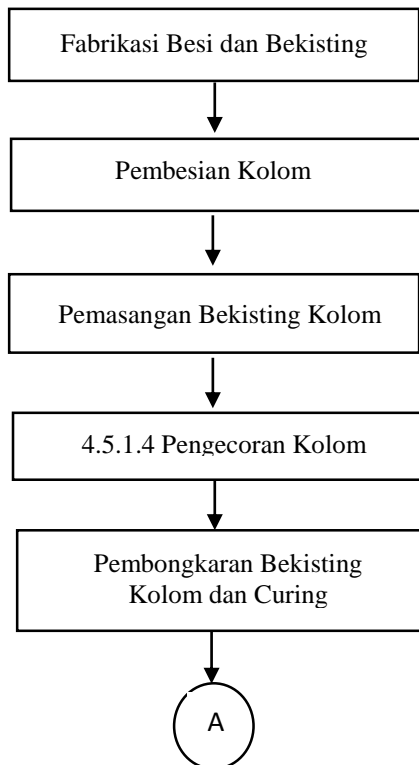 Fabrikasi Besi dan Bekisting
Pembesian Kolom
Pemasangan Bekisting Kolom
4.5.1.4 Pengecoran Kolom
Pembongkaran Bekisting
Kolom dan Curing
A